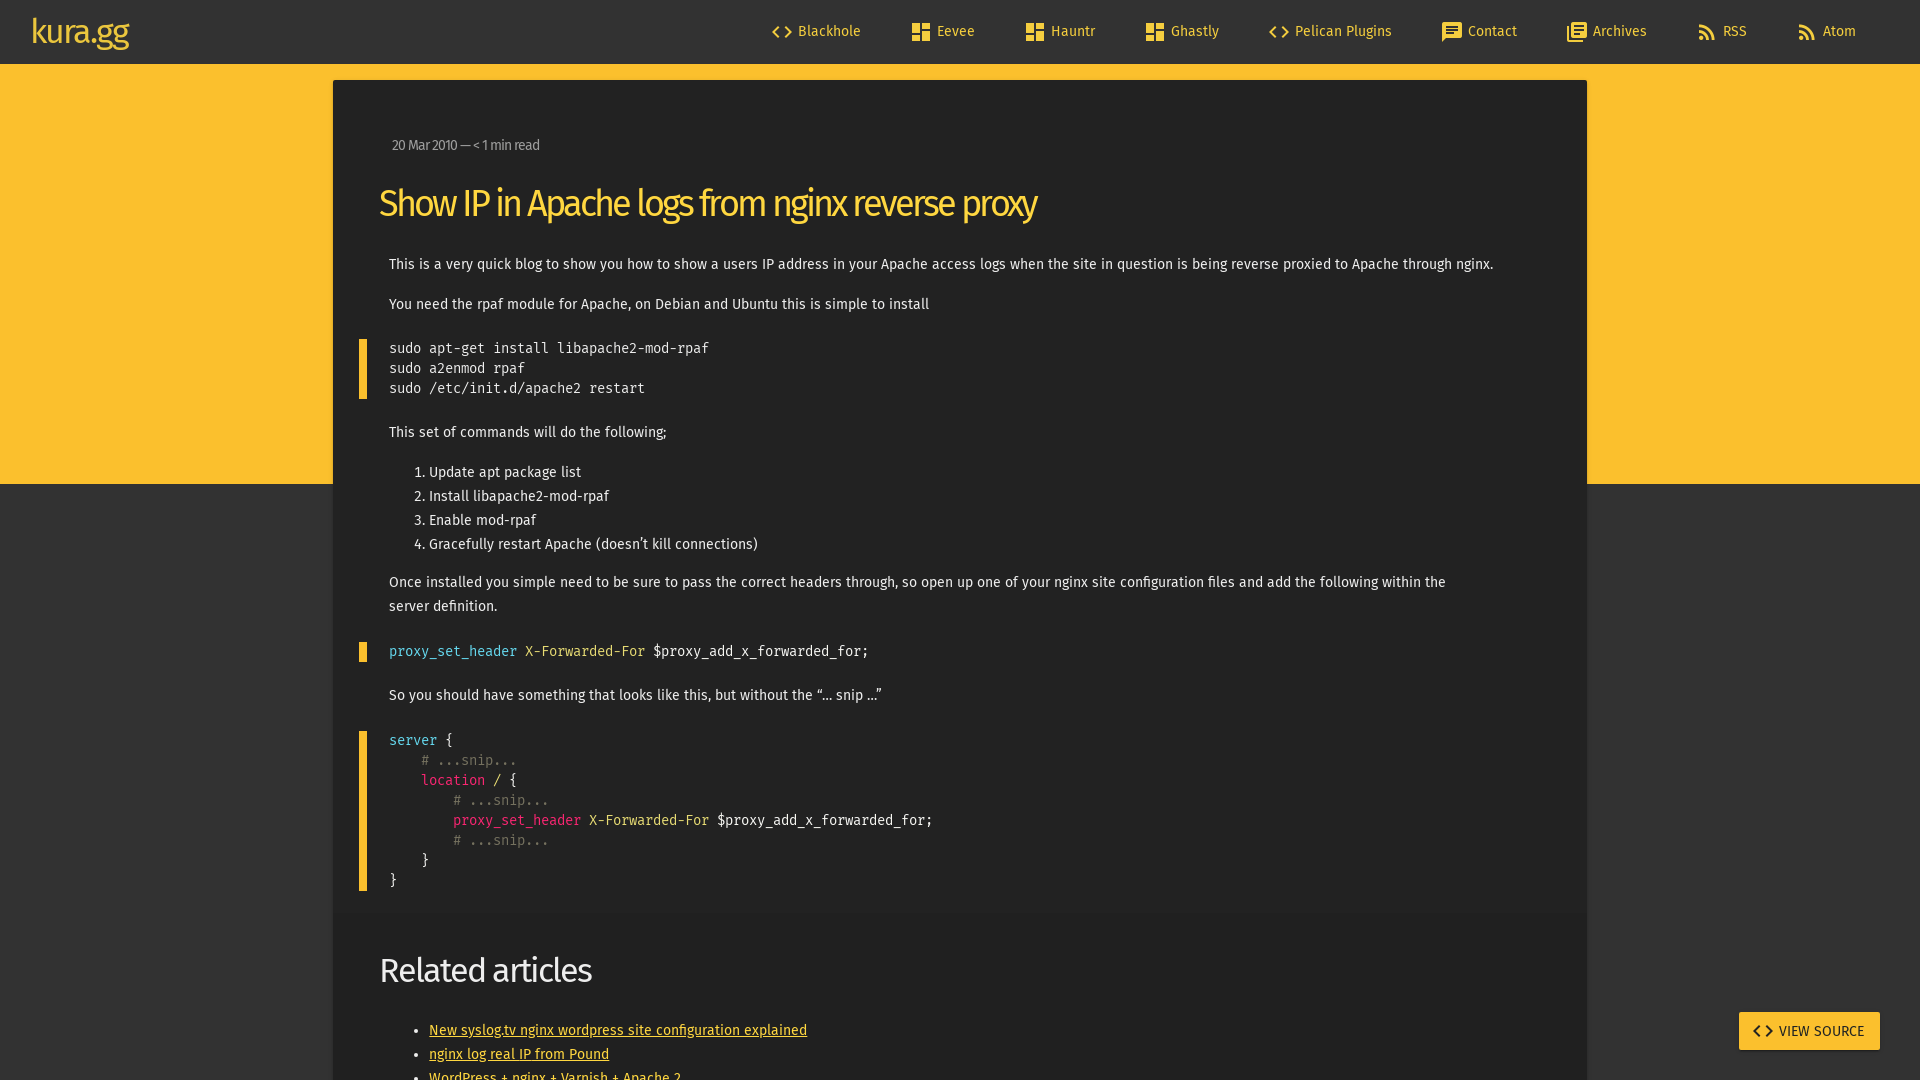 kura.gg
Blackhole
Eevee
Hauntr
Ghastly
Pelican Plugins
Contact
Archives
RSS
Atom
20 Mar 2010 — < 1 min read
Show IP in Apache logs from nginx reverse proxy
This is a very quick blog to show you how to show a users IP address in your Apache access logs when the site in question is being reverse proxied to Apache through nginx.
You need the rpaf module for Apache, on Debian and Ubuntu this is simple to install
sudo apt-get install libapache2-mod-rpaf
sudo a2enmod rpaf
sudo /etc/init.d/apache2 restart
This set of commands will do the following;
1. Update apt package list
2. Install libapache2-mod-rpaf
3. Enable mod-rpaf
4. Gracefully restart Apache (doesn’t kill connections)
Once installed you simple need to be sure to pass the correct headers through, so open up one of your nginx site configuration files and add the following within the
server definition.
proxy_set_header X-Forwarded-For $proxy_add_x_forwarded_for;
So you should have something that looks like this, but without the “… snip …”
server {
    # ...snip...
    location / {
        # ...snip...
        proxy_set_header X-Forwarded-For $proxy_add_x_forwarded_for;
        # ...snip...
    }
}
Related articles
• New syslog.tv nginx wordpress site configuration explained
• nginx log real IP from Pound
• WordPress + nginx + Varnish + Apache 2
VIEW SOURCE